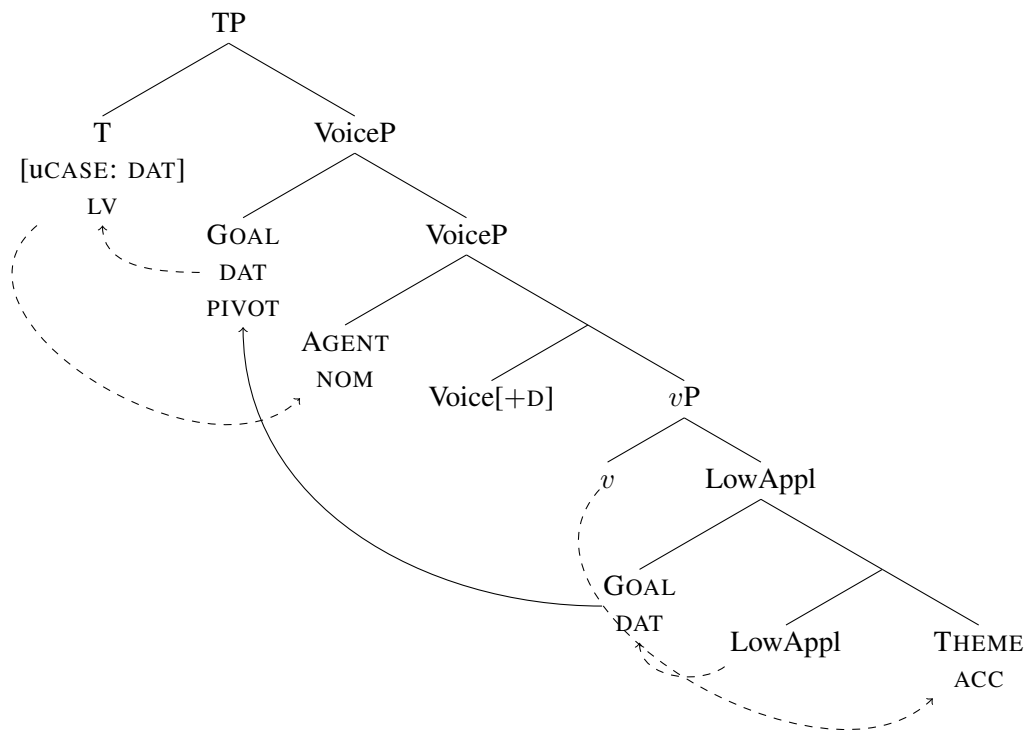 TP
T VoiceP
[uCASE: DAT]
LV
GOAL VoiceP
DAT
PIVOT
AGENT
NOM
Voice[+D] vP
v LowAppl
GOAL
DAT
LowAppl THEME
ACC